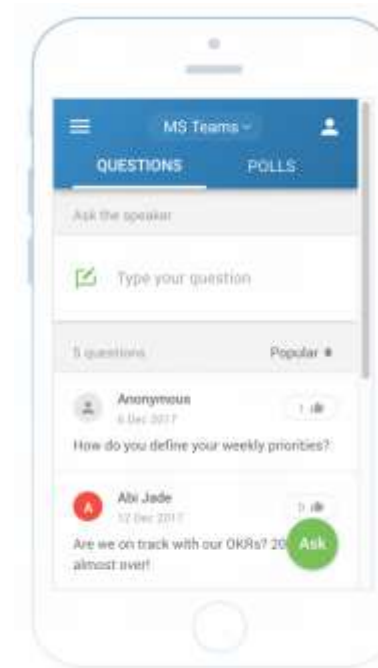 MS Teams
QUESTIONS POLLS
Ask the speaker
Type your question
5 questions Popular
Anonymous
6 Dec 2017
1
How do you define your weekly priorities?
A
Abi Jade
12 Dec 2017
0
Are we on track with our OKRs? 20
almost over!
Ask